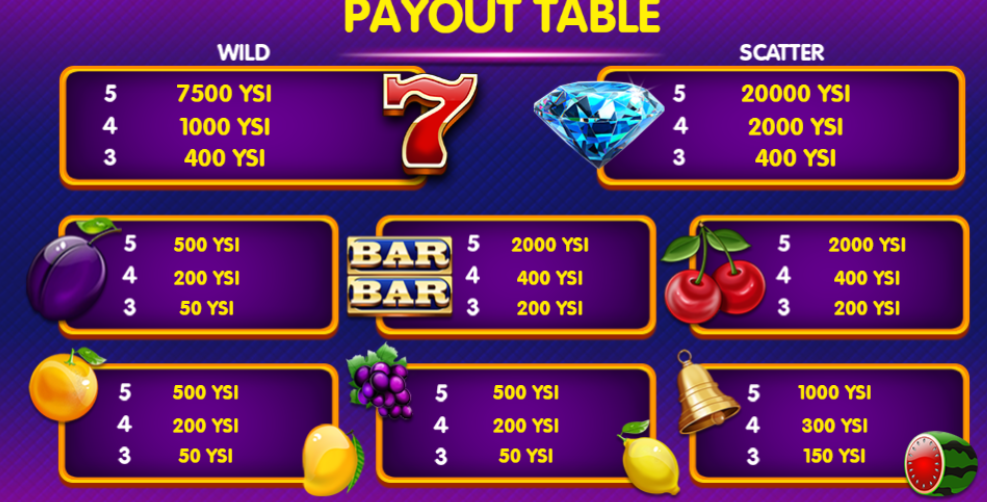 PAYOUT TABLE
WILD
5 7500 YSI
4 1000 YSI
3 400 YSI
SCATTER
5 20000 YSI
4 2000 YSI
3 400 YSI
5 500 YSI
4 200 YSI
3 50 YSI
BAR
BAR
5 2000 YSI
4 400 YSI
3 200 YSI
5 2000 YSI
4 400 YSI
3 200 YSI
5 500 YSI
4 200 YSI
3 50 YSI
5 500 YSI
4 200 YSI
3 50 YSI
5 1000 YSI
4 300 YSI
3 150 YSI
7